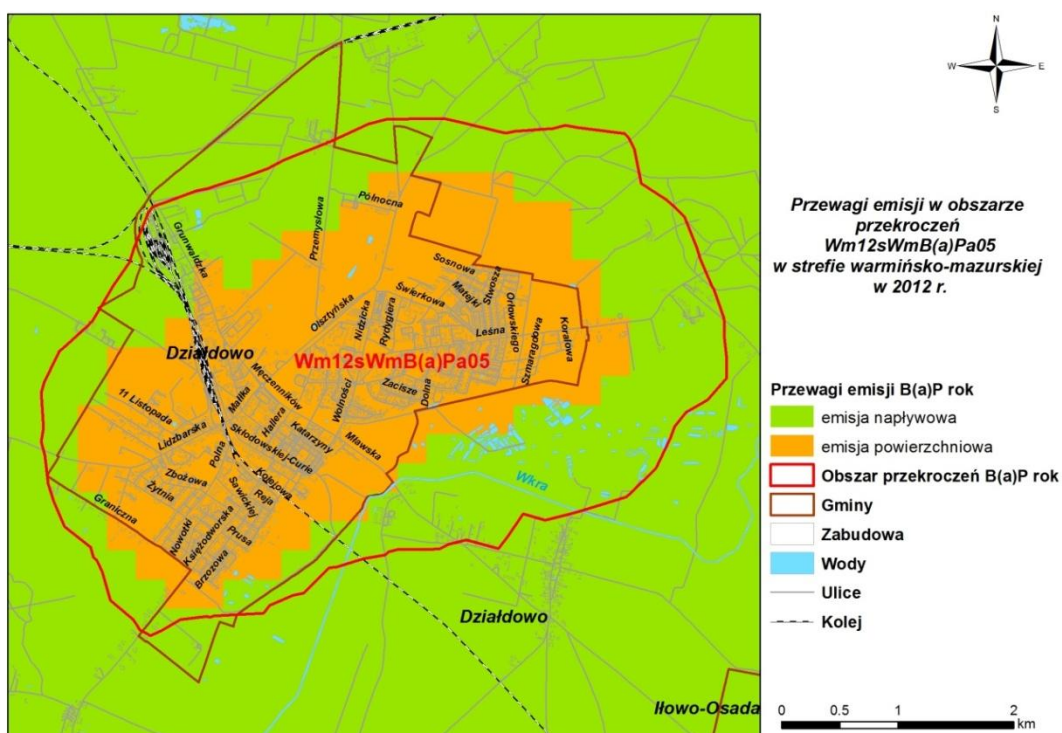 N
W E
S
Przewagi emisji w obszarze
przekroczeń
Wm12sWmB(a)Pa05
w strefie warmińsko-mazurskiej
w 2012 r.
Przewagi emisji B(a)P rok
emisja napływowa
emisja powierzchniowa
Obszar przekroczeń B(a)P rok
Gminy
Zabudowa
Wody
Ulice
Kolej
0 0.5 1 2
km
Północna
Grunwaldzka
Przemysłowa
Sosnowa
Stwosza
Matejki
Świerkowa
Olsztyńska
Nidzicka
Rydygiera
Orłowskiego
Leśna
Szmaragdowa
Koralowa
Działdowo
Wm12sWmB(a)Pa05
Męczenników
Małłka
Zacisze
Dolna
Wolności
11 Listopada
Hallera
Katarzyny
Lidzbarska
Skłodowskiej-Curie
Mławska
Polna
Zbożowa
Kolejowa
Wkra
Żytnia
Sawickiej
Reja
Graniczna
Nowotki
Księżodworska
Prusa
Brzozowa
Działdowo
Iłowo-Osada